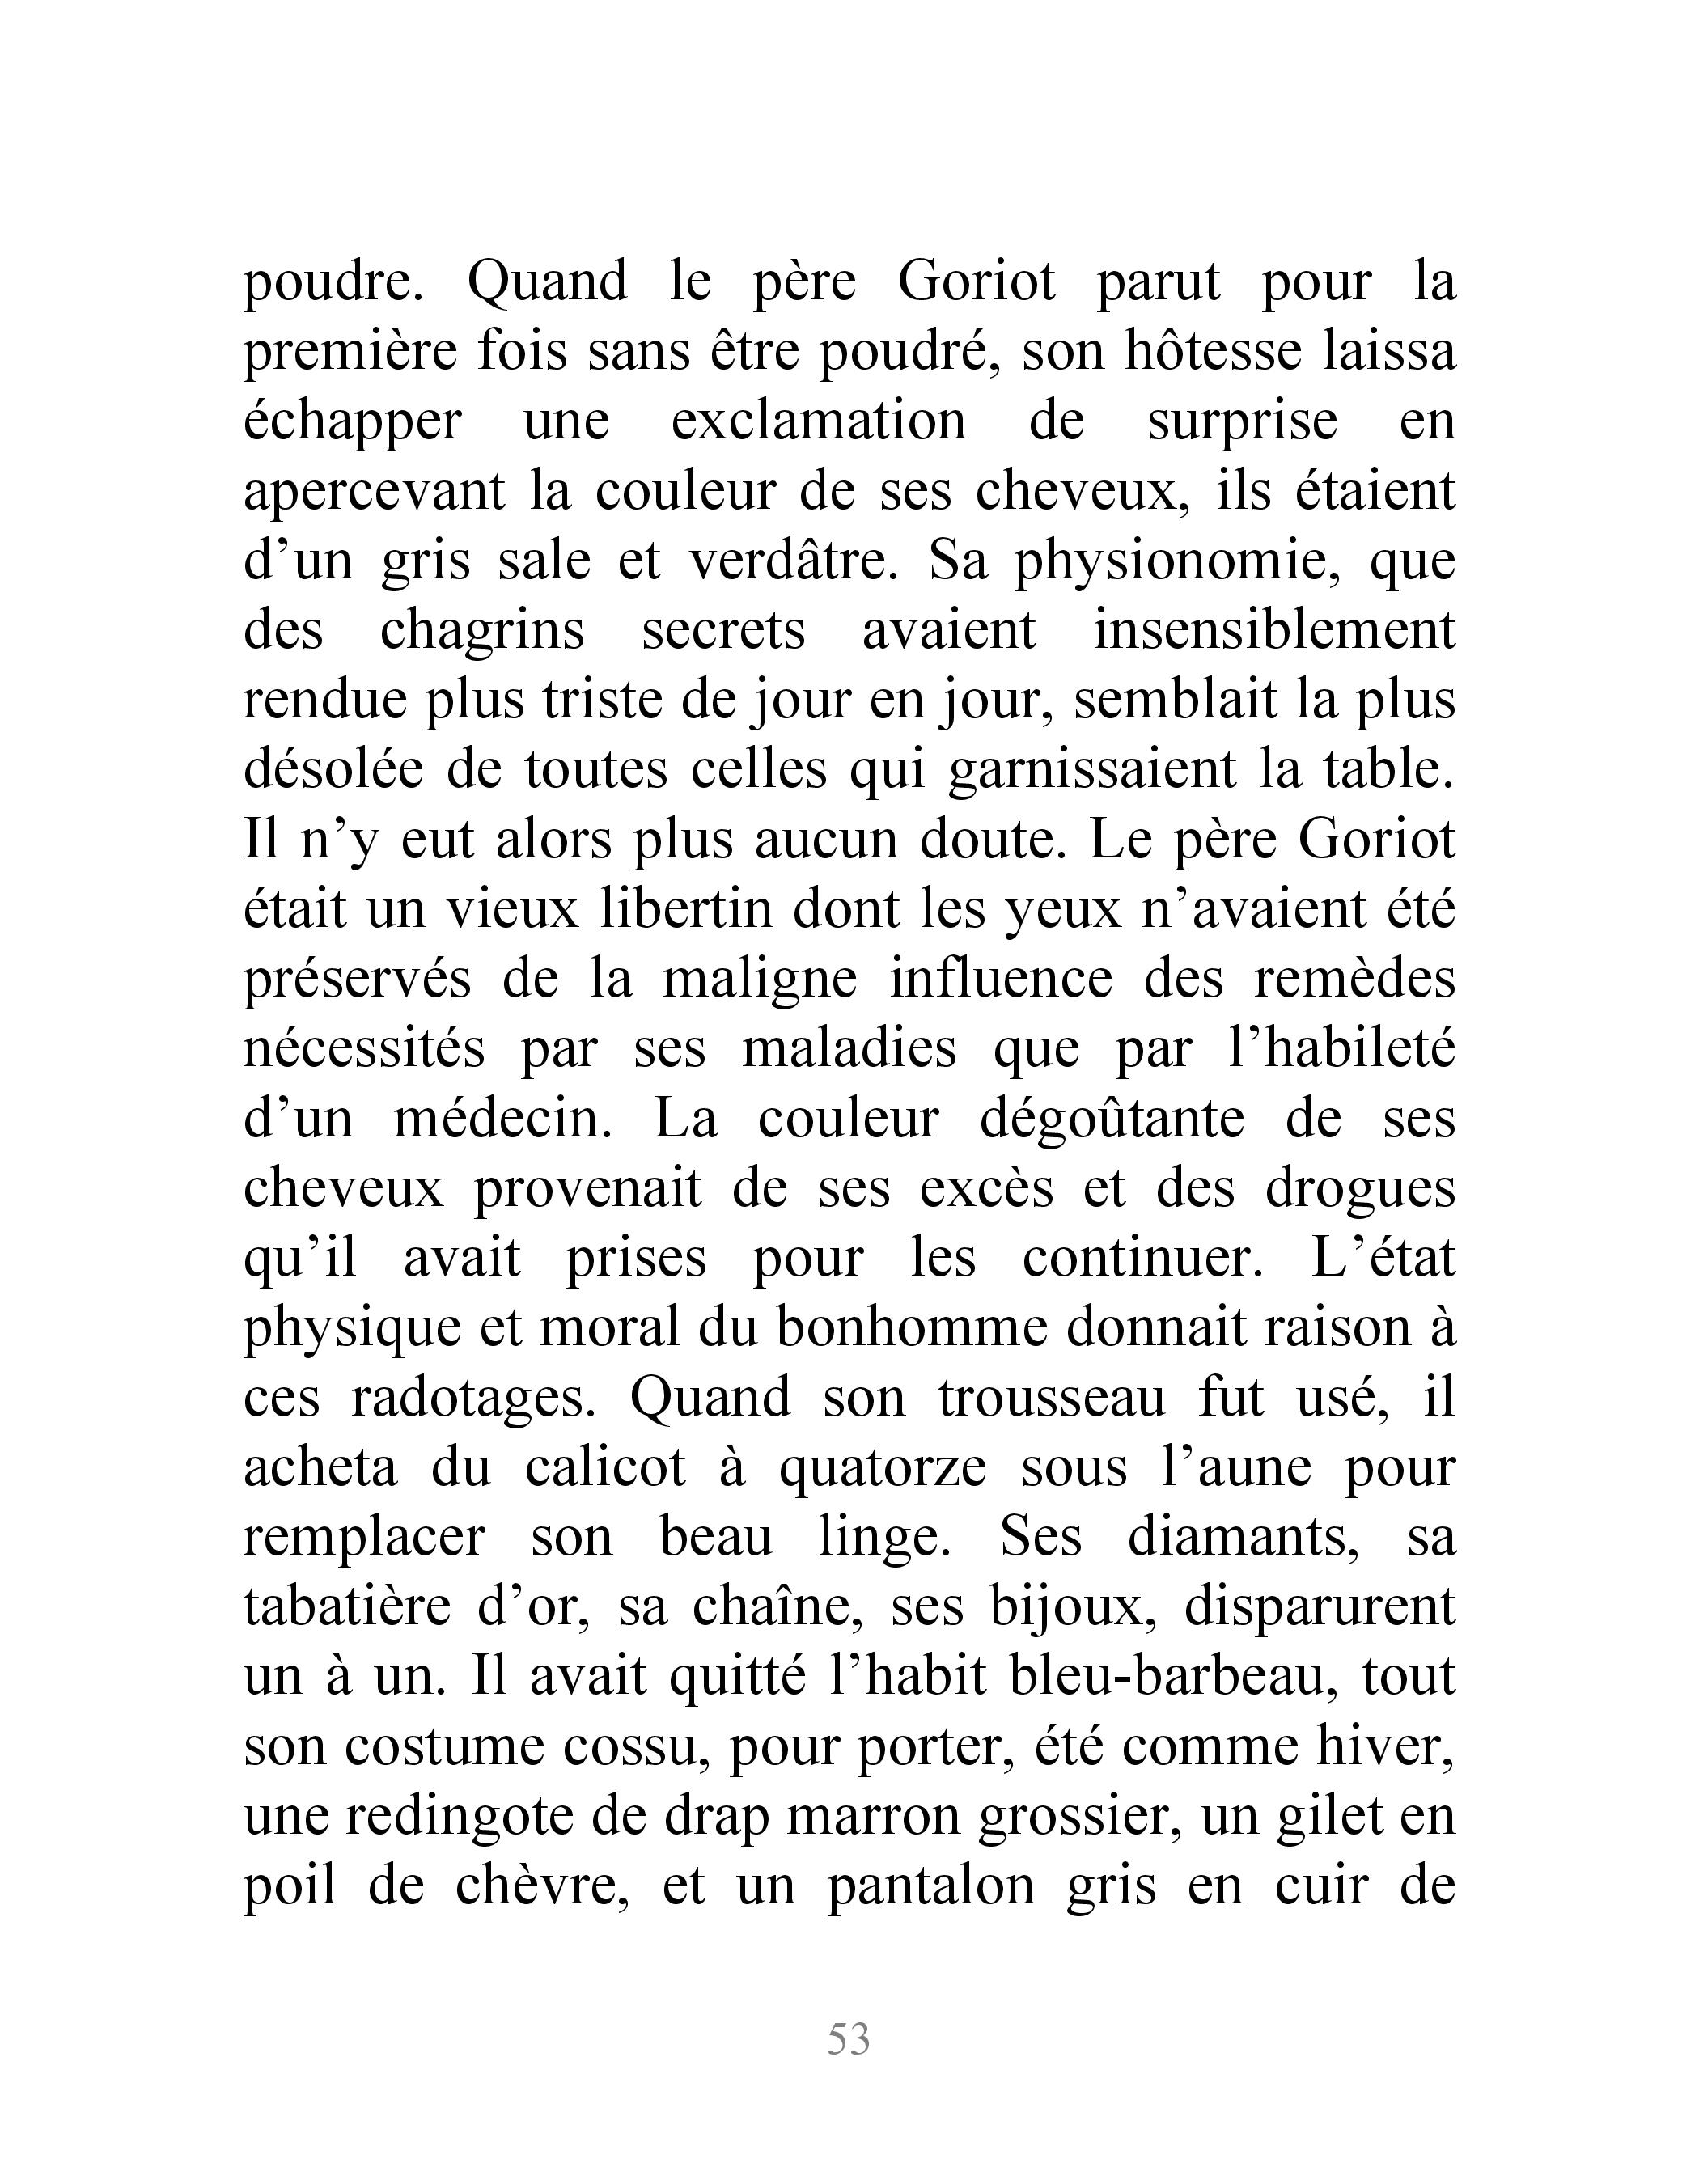 poudre. Quand le père Goriot parut pour la
première fois sans être poudré, son hôtesse laissa
échapper une exclamation de surprise en
apercevant la couleur de ses cheveux, ils étaient
d’un gris sale et verdâtre. Sa physionomie, que
des chagrins secrets avaient insensiblement
rendue plus triste de jour en jour, semblait la plus
désolée de toutes celles qui garnissaient la table.
Il n’y eut alors plus aucun doute. Le père Goriot
était un vieux libertin dont les yeux n’avaient été
préservés de la maligne influence des remèdes
nécessités par ses maladies que par l’habileté
d’un médecin. La couleur dégoûtante de ses
cheveux provenait de ses excès et des drogues
qu’il avait prises pour les continuer. L’état
physique et moral du bonhomme donnait raison à
ces radotages. Quand son trousseau fut usé, il
acheta du calicot à quatorze sous l’aune pour
remplacer son beau linge. Ses diamants, sa
tabatière d’or, sa chaîne, ses bijoux, disparurent
un à un. Il avait quitté l’habit bleu-barbeau, tout
son costume cossu, pour porter, été comme hiver,
une redingote de drap marron grossier, un gilet en
poil de chèvre, et un pantalon gris en cuir de
53